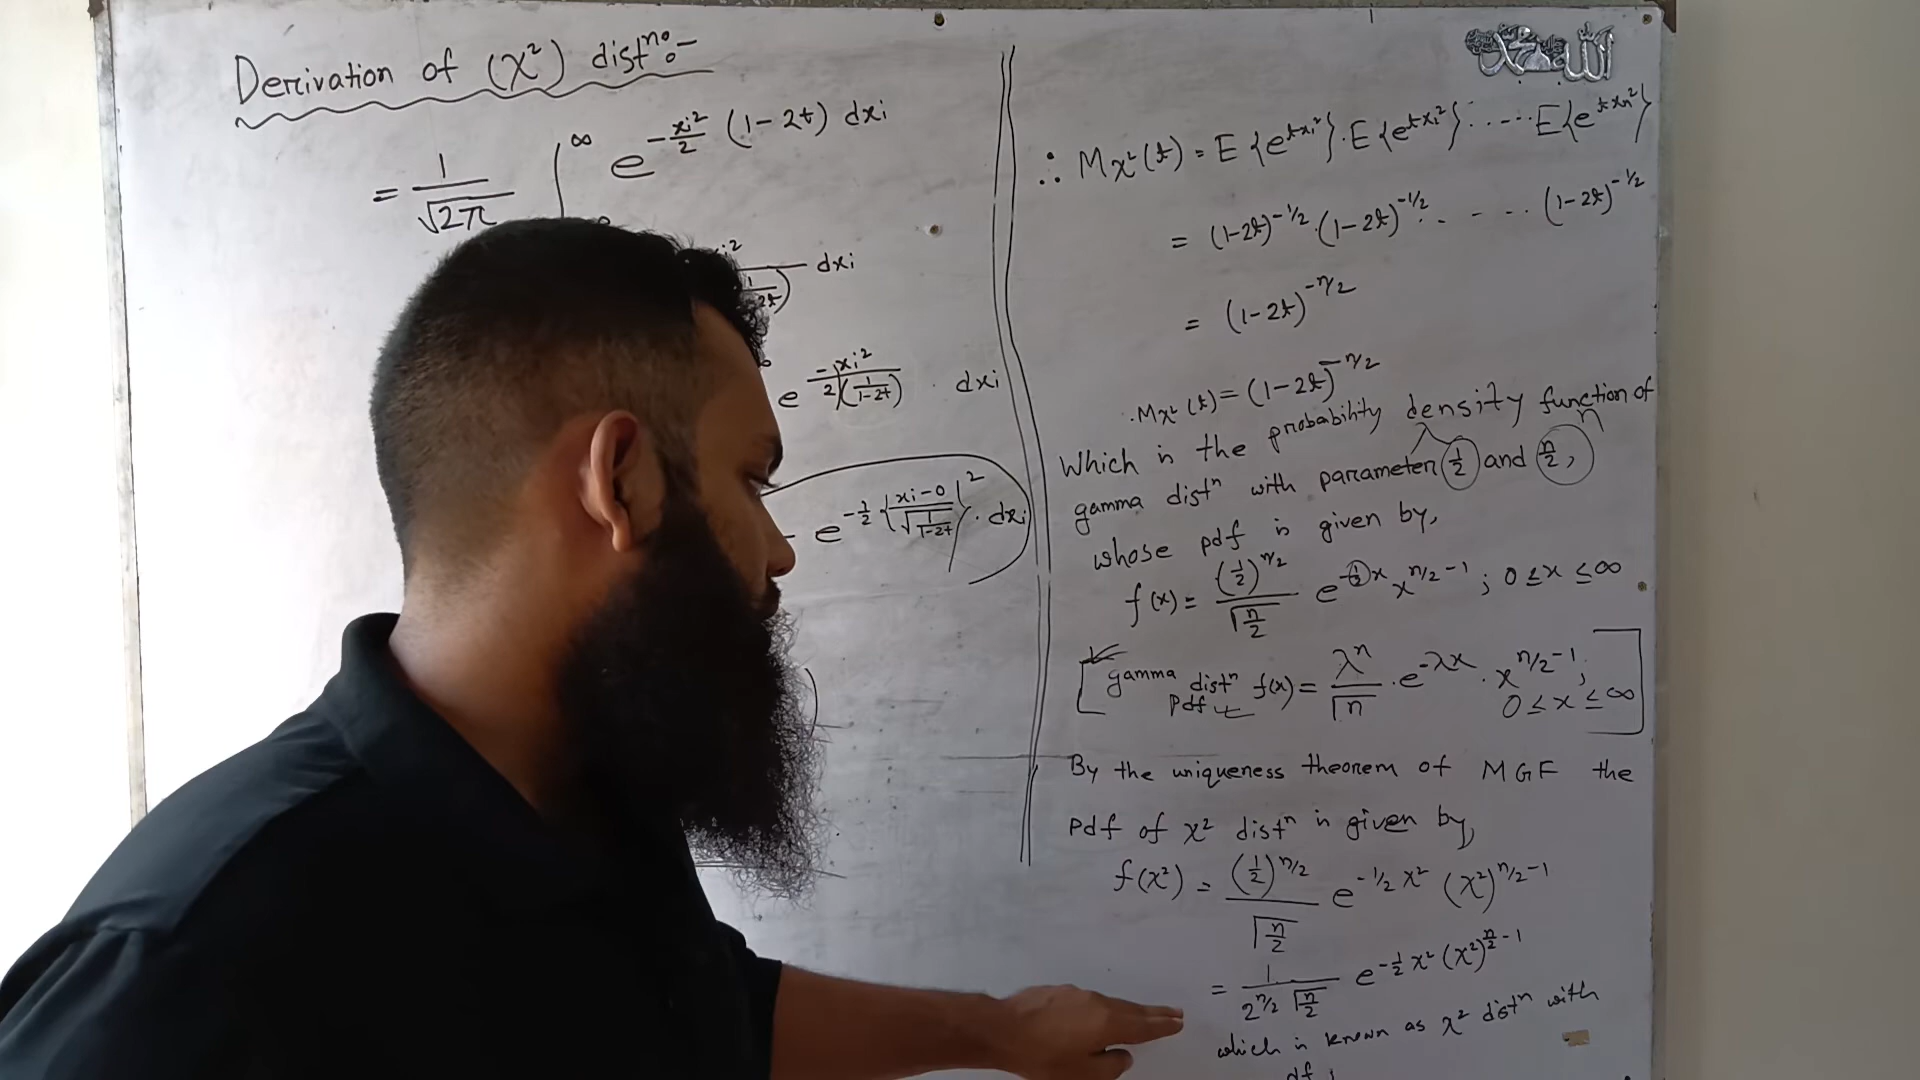 Derivation of (χ²) distⁿ:-
= 1/√2π ∫^∞ e^(-xi²/2 (1-2t)) dxi
dxi
e^(-xi²/2(1/1-2t)) . dxi
e^(-1/2 {xi-0/√(1/1-2t)}²) . dxi
الله محمد
∴ Mχ²(t) = E{e^(tx₁²)}.E{e^(tx₂²)}.....E{e^(txn²)}
= (1-2t)^(-1/2).(1-2t)^(-1/2).....(1-2t)^(-1/2)
= (1-2t)^(-n/2)
.Mχ²(t) = (1-2t)^(-n/2)
Which is the probability density function of
λ n
gamma distⁿ with parameter 1/2 and n/2,
whose pdf is given by,
f(x) = (1/2)^(n/2)/Γ(n/2) e^(-(1/2)x) x^(n/2-1) ; 0≤x≤∞
[gamma distⁿ pdf f(x) = λⁿ/Γn . e^(-λx) . x^(n/2-1); 0≤x≤∞]
By the uniqueness theorem of MGF the
pdf of χ² distⁿ is given by,
f(χ²) = (1/2)^(n/2)/Γ(n/2) e^(-1/2 χ²) (χ²)^(n/2-1)
= 1/(2^(n/2) Γ(n/2)) e^(-1/2 χ²) (χ²)^(n/2-1)
which is known as χ² distⁿ with
df